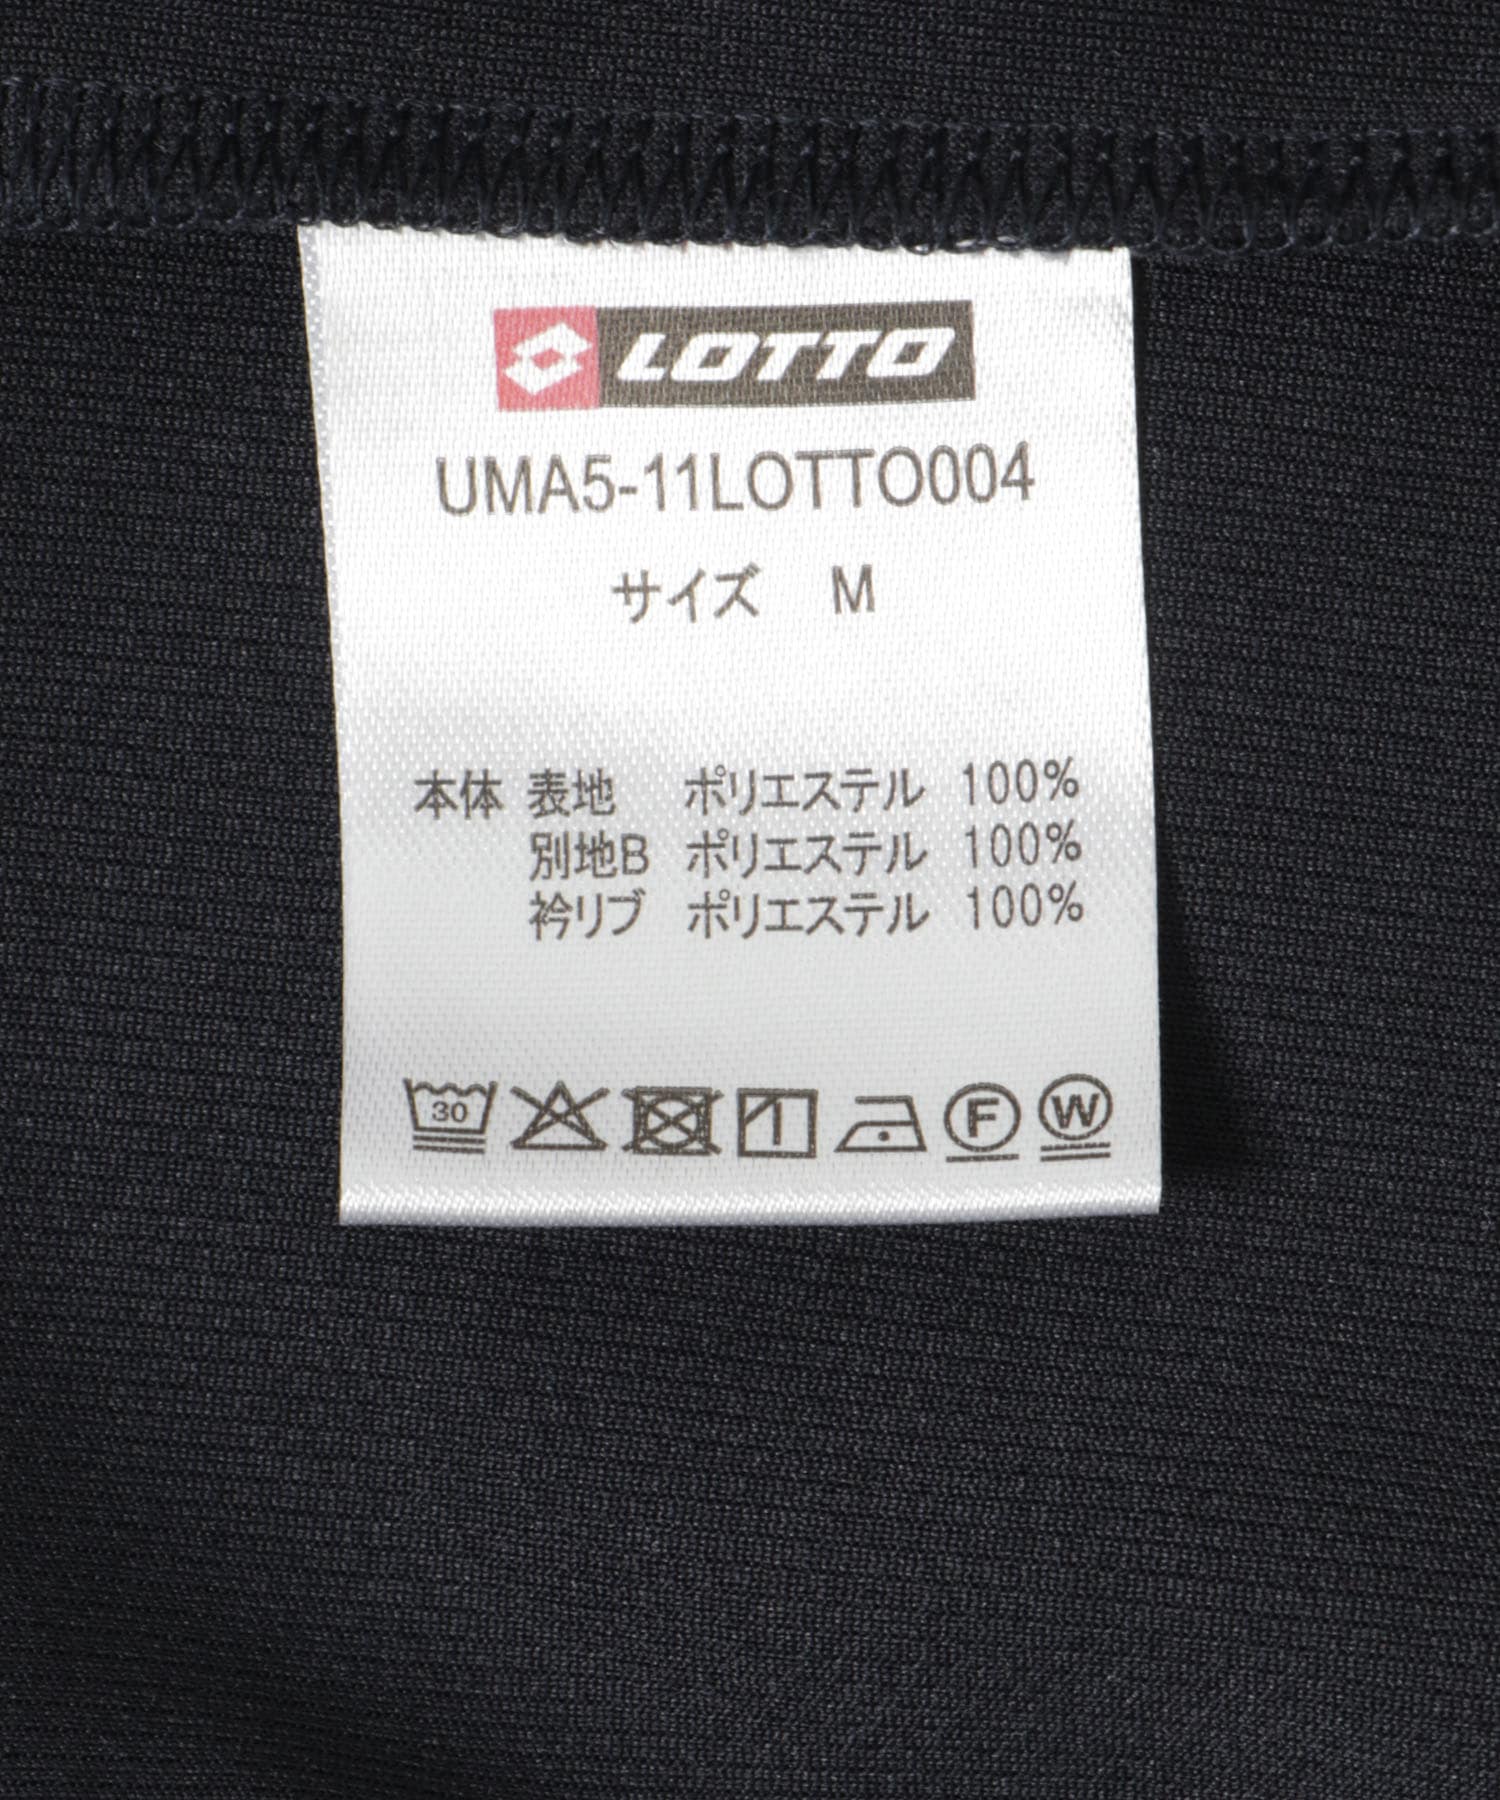 LOTTO
UMA5-11LOTTO004
サイズ M
本体 表地 ポリエステル 100%
別地B ポリエステル 100%
衿リブ ポリエステル 100%
30 F W